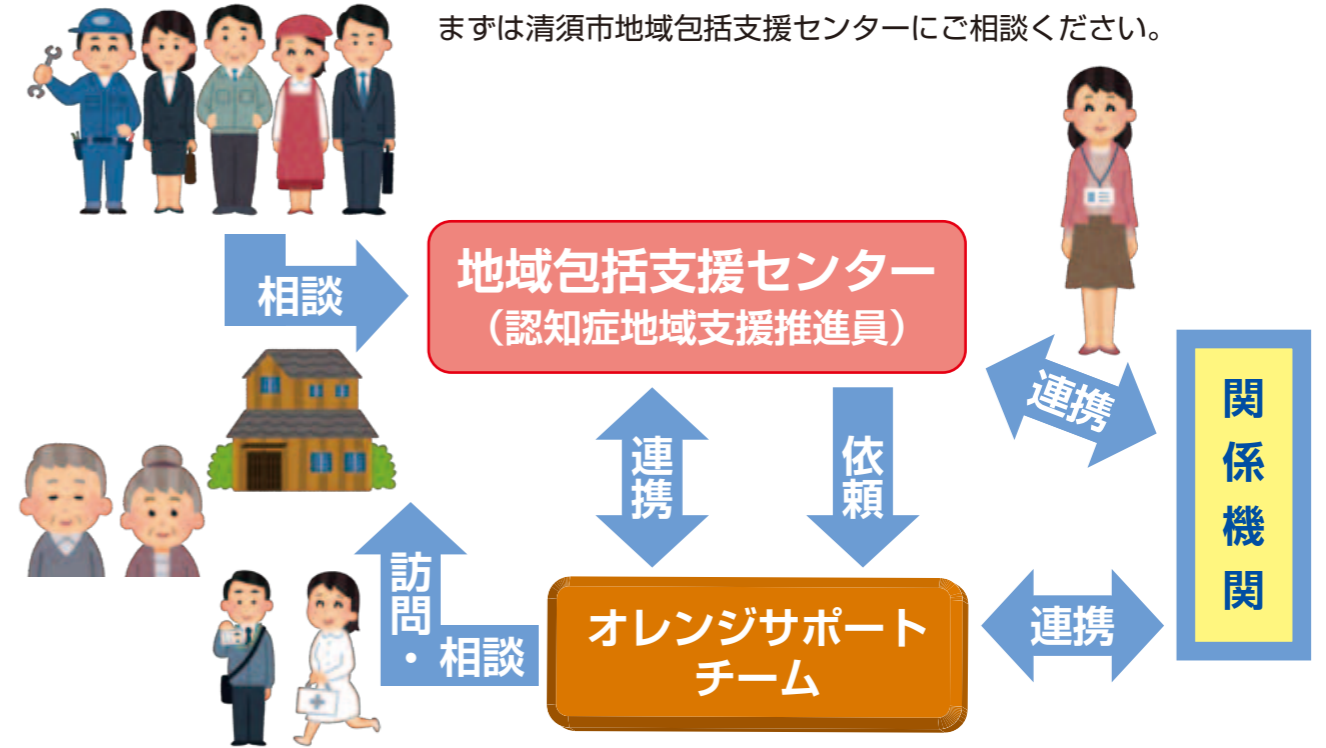 まずは清須市地域包括支援センターにご相談ください。
相談
地域包括支援センター
（認知症地域支援推進員）
連携
依頼
連携
関係機関
訪問・相談
オレンジサポート
チーム
連携